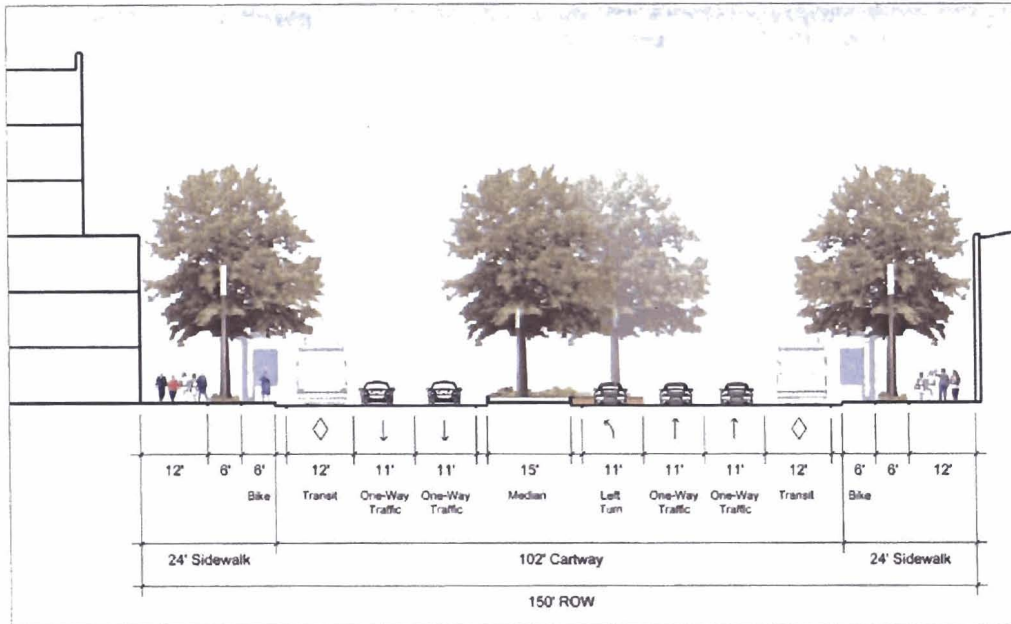 12' 6' 6' 12' 11' 11' 15' 11' 11' 11' 12' 6' 6' 12'
Bike Transit One-Way Traffic One-Way Traffic Median Left Turn One-Way Traffic One-Way Traffic Transit Bike
24' Sidewalk 102' Cartway 24' Sidewalk
150' ROW